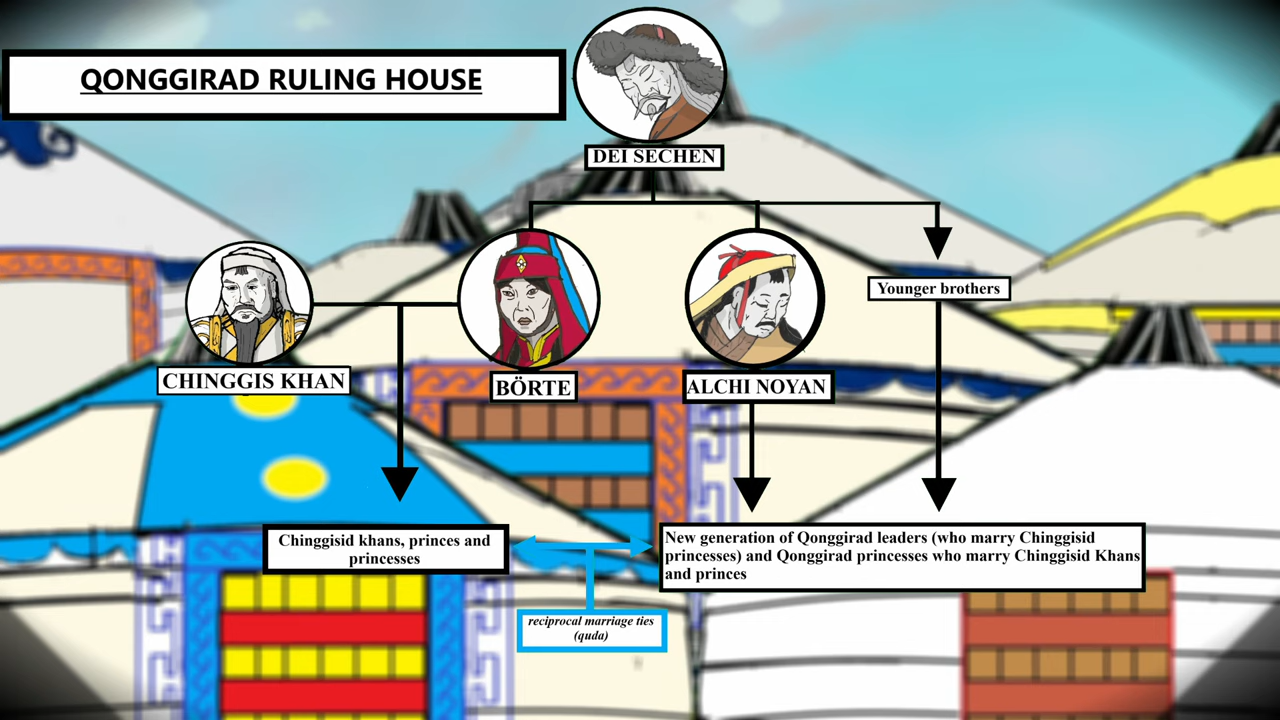 QONGGIRAD RULING HOUSE
DEI SECHEN
Younger brothers
CHINGGIS KHAN
BÖRTE
ALCHI NOYAN
Chinggisid khans, princes and
princesses
New generation of Qonggirad leaders (who marry Chinggisid
princesses) and Qonggirad princesses who marry Chinggisid Khans
and princes
reciprocal marriage ties
(quda)